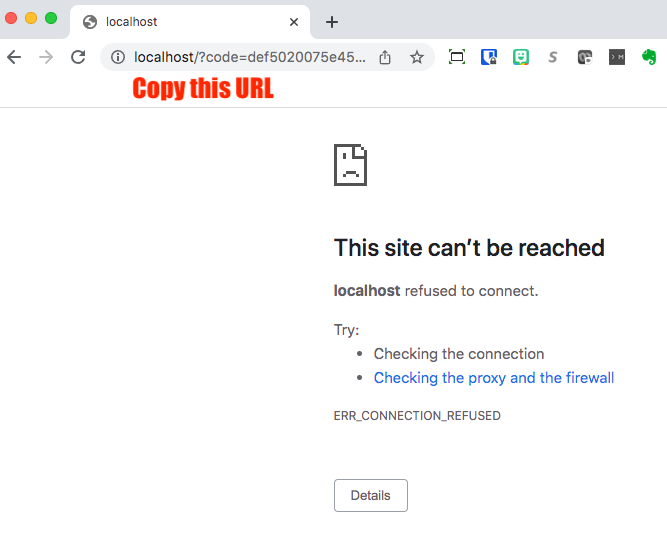 localhost
localhost/?code=def5020075e45...
Copy this URL
This site can't be reached
localhost refused to connect.
Try:
• Checking the connection
• Checking the proxy and the firewall
ERR_CONNECTION_REFUSED
Details